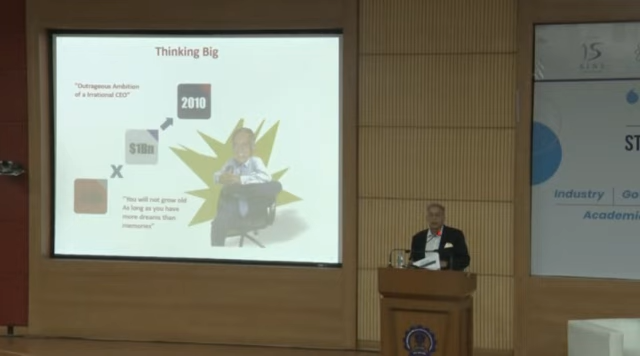 Thinking Big
"Outrageous Ambition
of a Irrational CEO"
2010
$1Bn
X
"You will not grow old
As long as you have
more dreams than
memories"
15
ST
Industry | Go
Academi